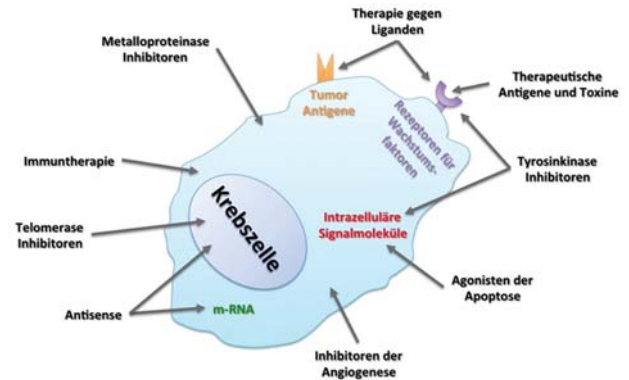 Therapie gegen
Liganden
Metalloproteinase
Inhibitoren
Tumor
Antigene
Therapeutische
Antigene und Toxine
Rezeptoren für
Wachstums-
faktoren
Immuntherapie
Tyrosinkinase
Inhibitoren
Krebszelle
Telomerase
Inhibitoren
Intrazelluläre
Signalmoleküle
Agonisten der
Apoptose
Antisense
m-RNA
Inhibitoren der
Angiogenese